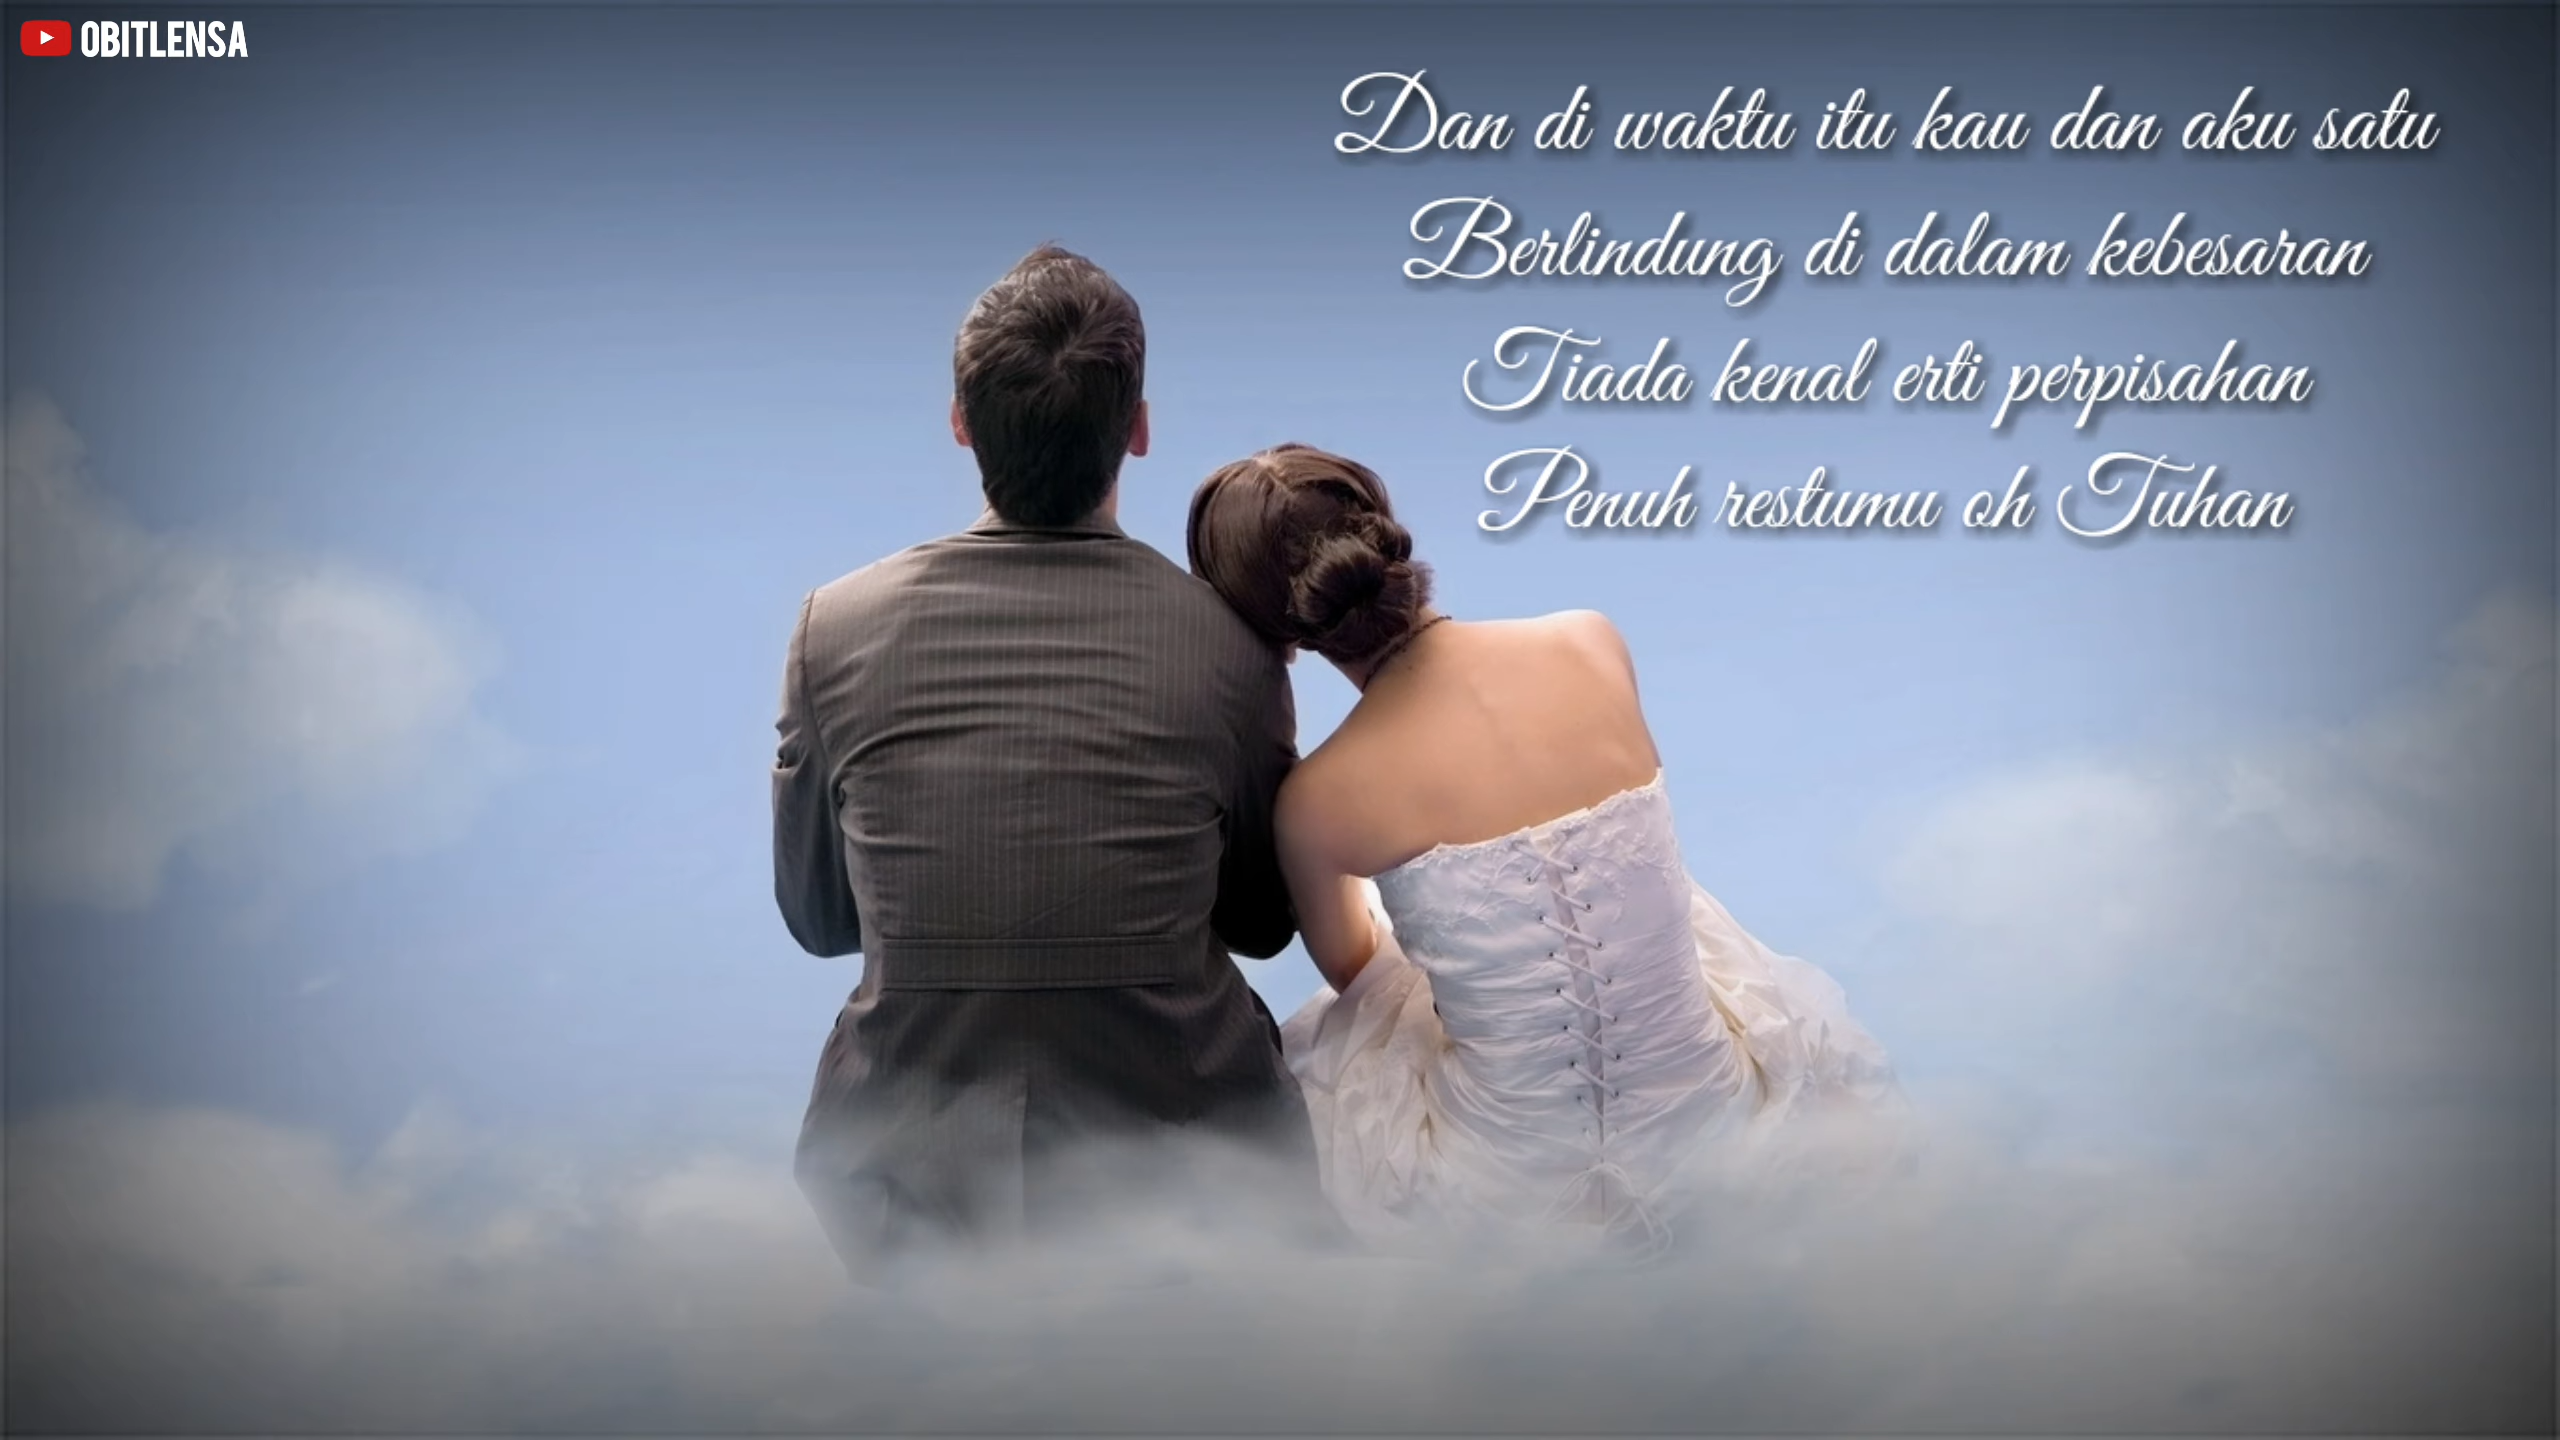 OBITLENSA
Dan di waktu itu kau dan aku satu
Berlindung di dalam kebesaran
Tiada kenal erti perpisahan
Penuh restumu oh Tuhan